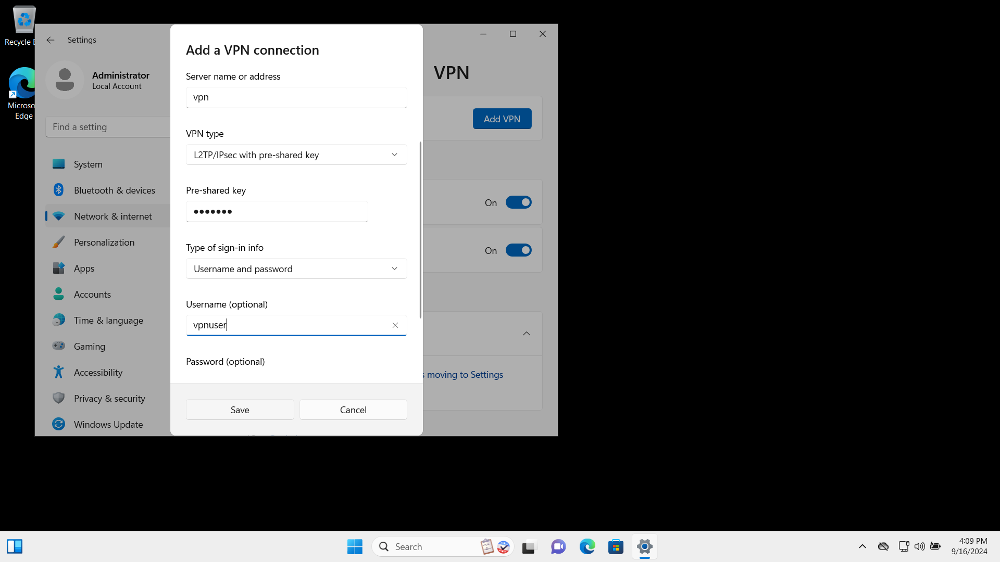 Recycle
Microso
Edge
Settings
Administrator
Local Account
Find a setting
System
Bluetooth & devices
Network & internet
Personalization
Apps
Accounts
Time & language
Gaming
Accessibility
Privacy & security
Windows Update
Add a VPN connection
Server name or address
vpn
VPN type
L2TP/IPsec with pre-shared key
Pre-shared key
●●●●●●●
Type of sign-in info
Username and password
Username (optional)
vpnuser
Password (optional)
Save
Cancel
VPN
Add VPN
On
On
s moving to Settings
Search
4:09 PM
9/16/2024